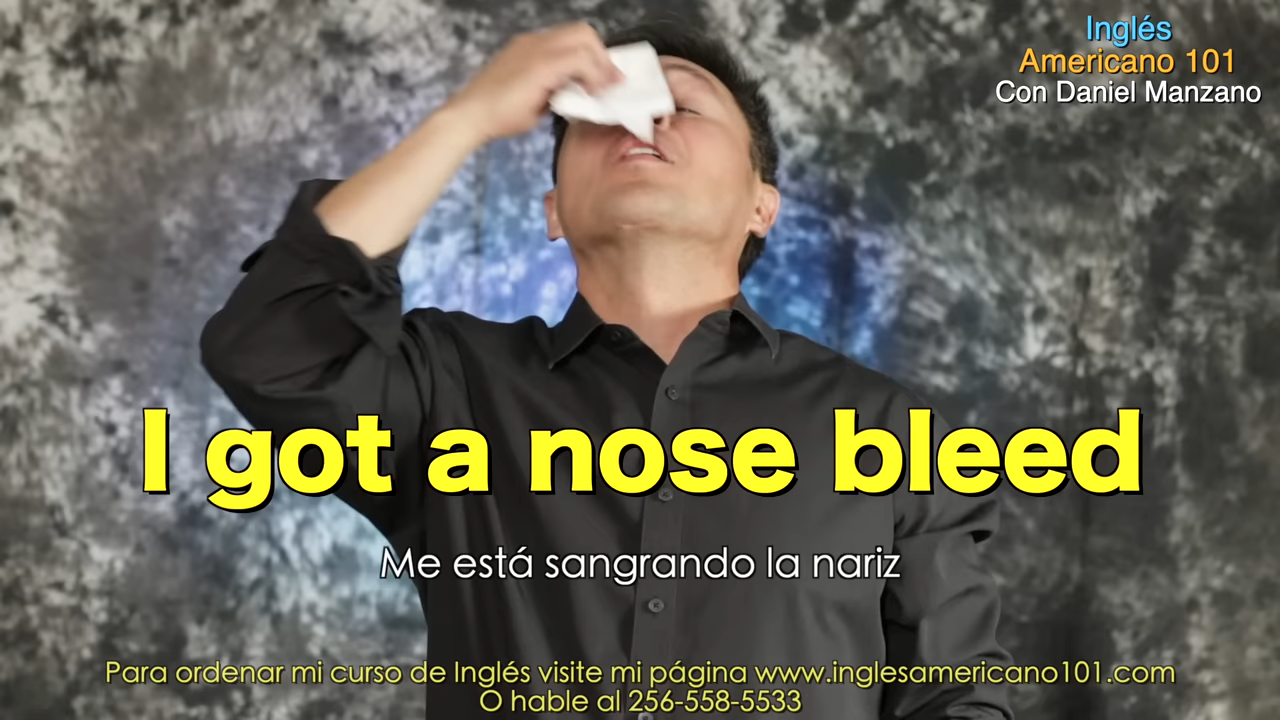 Inglés
Americano 101
Con Daniel Manzano
I got a nose bleed
Me está sangrando la nariz
Para ordenar mi curso de Inglés visite mi página www.inglesamericano101.com
O hable al 256-558-5533